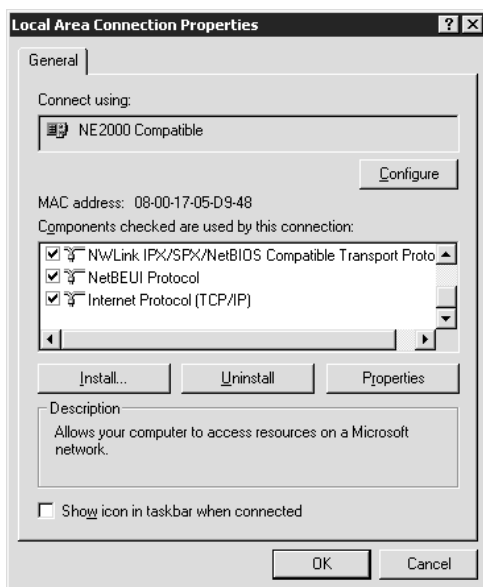 Local Area Connection Properties
General
Connect using:
NE2000 Compatible
Configure
MAC address: 08-00-17-05-D9-48
Components checked are used by this connection:
NWLink IPX/SPX/NetBIOS Compatible Transport Proto
NetBEUI Protocol
Internet Protocol (TCP/IP)
Install... Uninstall Properties
Description
Allows your computer to access resources on a Microsoft
network.
Show icon in taskbar when connected
OK Cancel